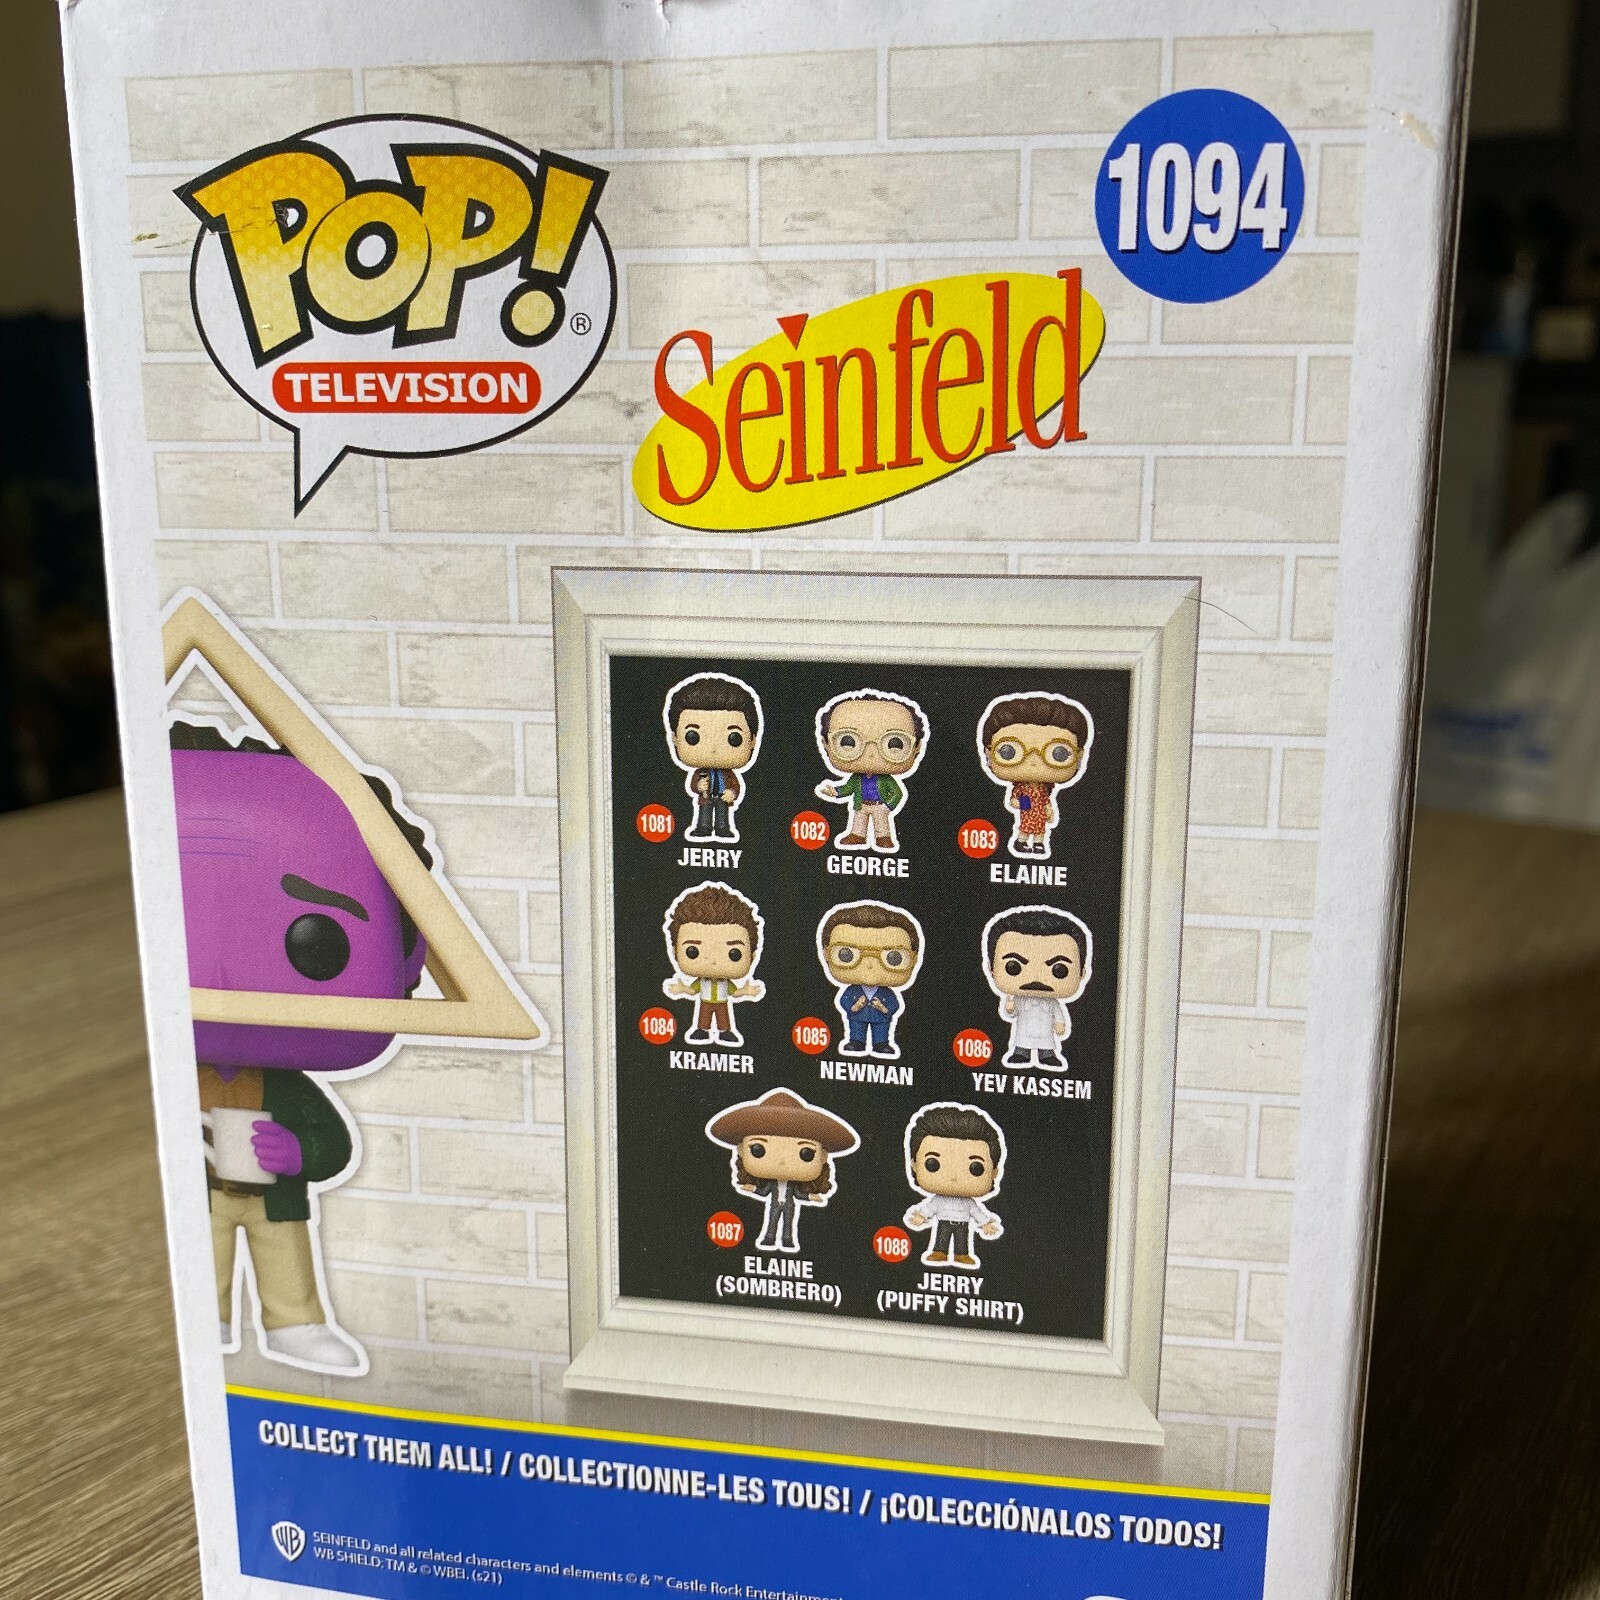 POP! ®
TELEVISION
1094
Seinfeld
1081
JERRY
1082
GEORGE
1083
ELAINE
1084
KRAMER
1085
NEWMAN
1086
YEV KASSEM
1087
ELAINE
(SOMBRERO)
1088
JERRY
(PUFFY SHIRT)
COLLECT THEM ALL! / COLLECTIONNE-LES TOUS! / ¡COLECCIÓNALOS TODOS!
WB
SEINFELD and all related characters and elements © & ™ Castle Rock Entertainment
WB SHIELD: TM & © WBEI. (s21)